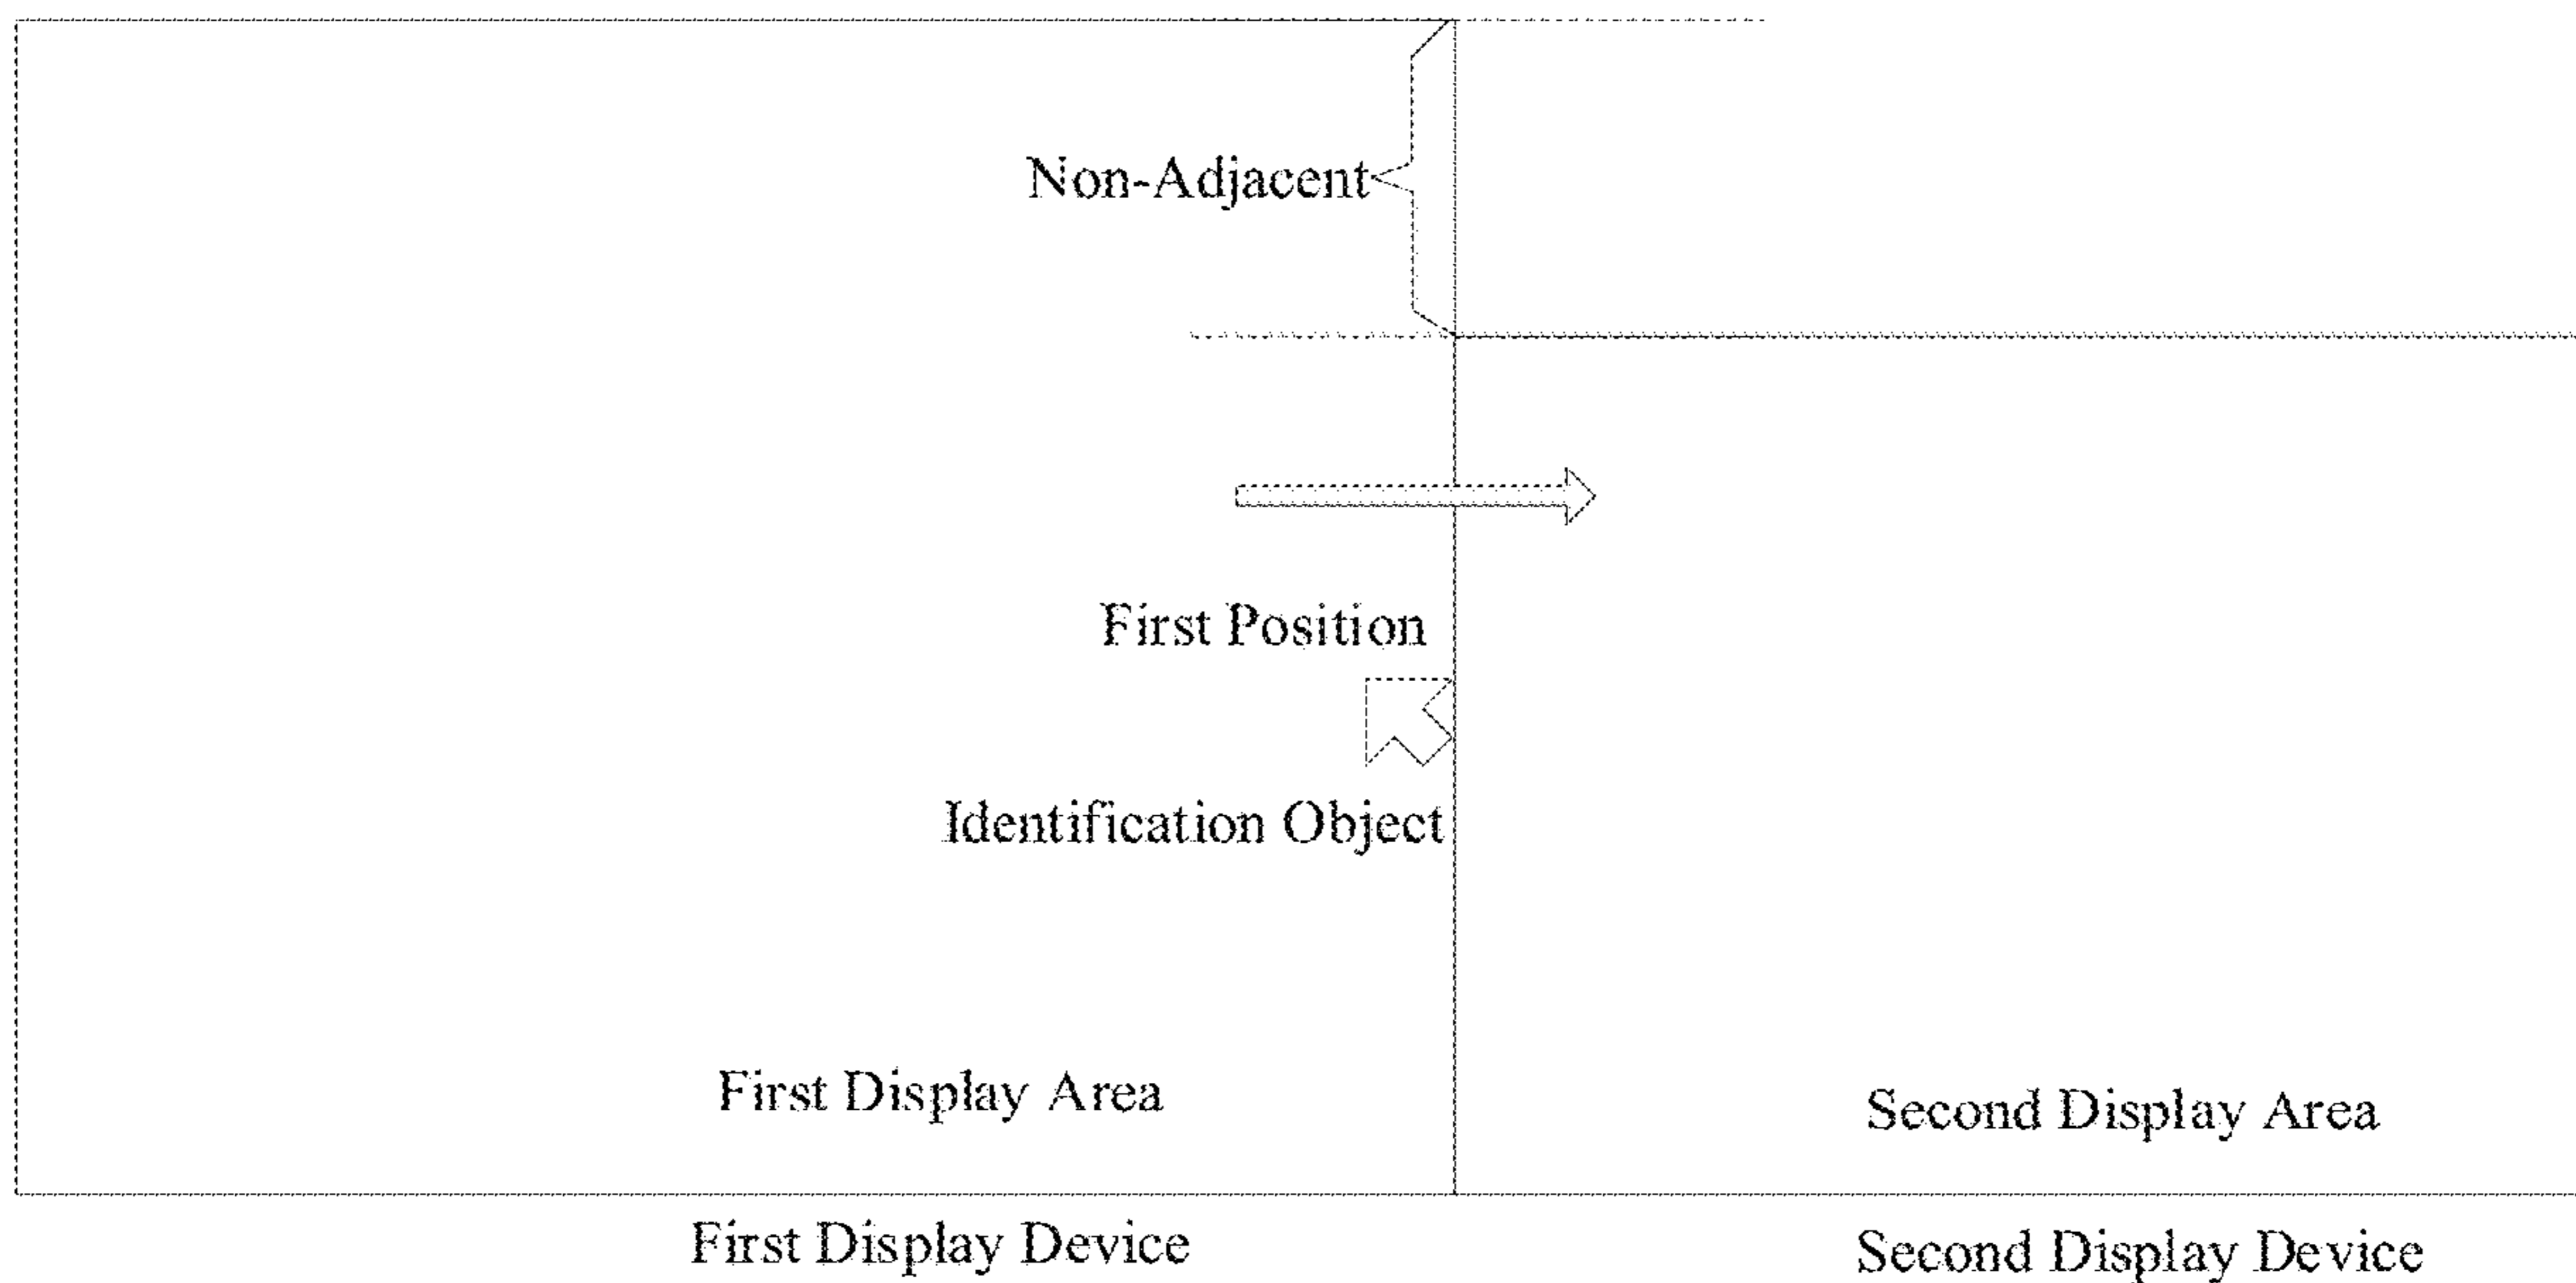 Non-Adjacent
First Position
Identification Object
First Display Area
Second Display Area
First Display Device
Second Display Device